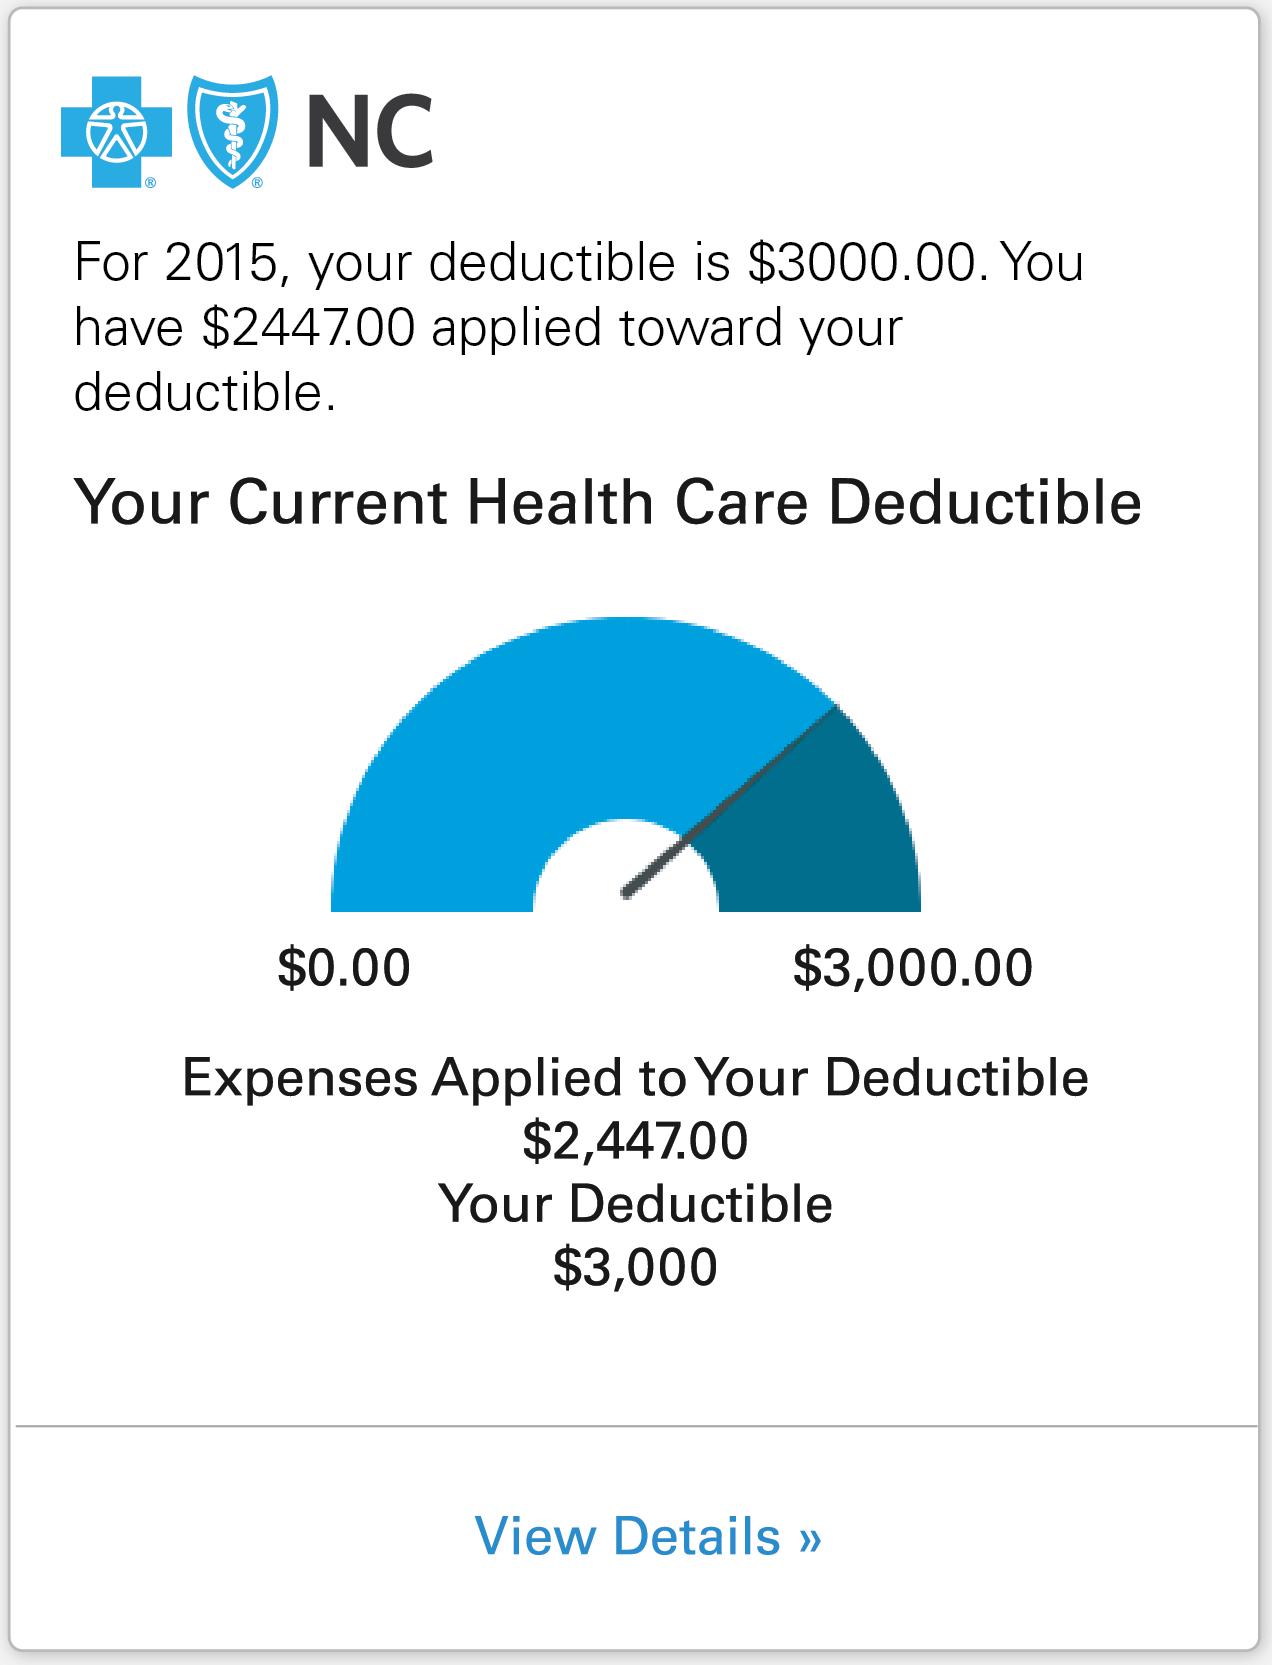 NC
® ®
For 2015, your deductible is $3000.00. You
have $2447.00 applied toward your
deductible.
Your Current Health Care Deductible
$0.00 $3,000.00
Expenses Applied to Your Deductible
$2,447.00
Your Deductible
$3,000
View Details »